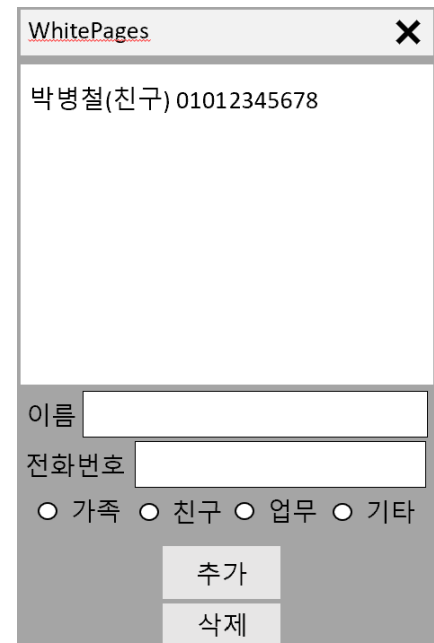 WhitePages
박병철(친구) 01012345678
이름
전화번호
가족 친구 업무 기타
추가
삭제